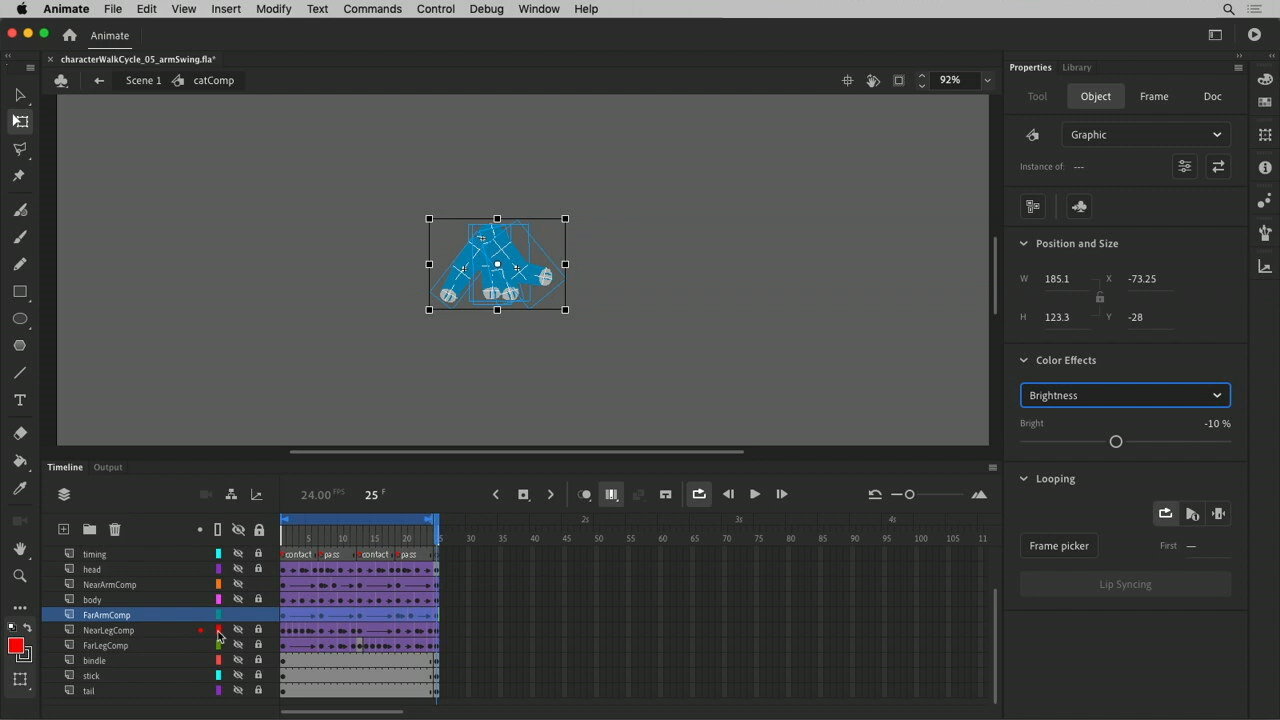 Animate File Edit View Insert Modify Text Commands Control Debug Window Help
Animate
characterWalkCycle_05_armSwing.fla*
Scene 1 catComp 92%
Properties Library
Tool Object Frame Doc
Graphic
Instance of: ---
Position and Size
W 185.1 X -73.25
H 123.3 Y -28
Color Effects
Brightness
Bright -10 %
Looping
Frame picker First —
Lip Syncing
Timeline Output
24.00 FPS 25 F
2s 3s 4s
5 10 15 20 25 30 35 40 45 50 55 60 65 70 75 80 85 90 95 100 105 11
timing contact pass contact pass
head
NearArmComp
body
FarArmComp
NearLegComp
FarLegComp
bindle
stick
tail